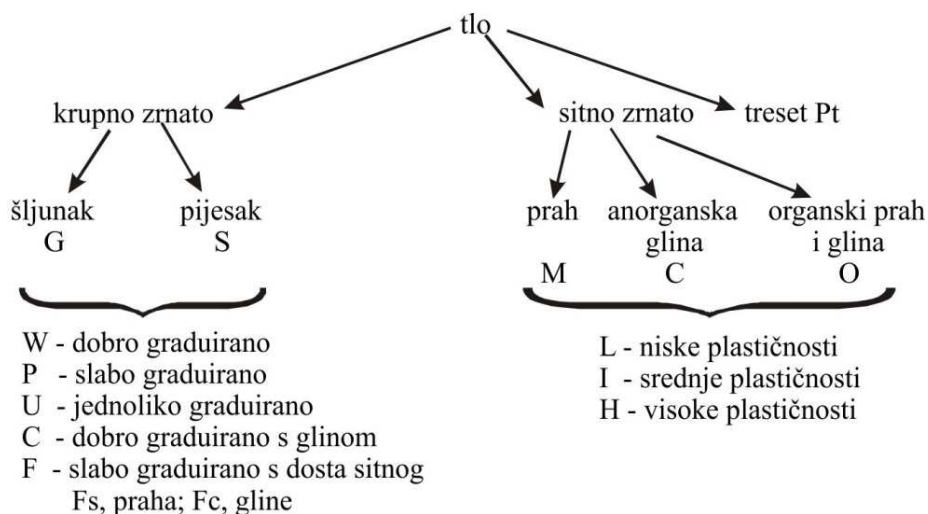 tlo
krupno zrnato
sitno zrnato
treset Pt
šljunak
G
pijesak
S
prah
M
anorganska
glina
C
organski prah
i glina
O
W - dobro graduirano
P - slabo graduirano
U - jednoliko graduirano
C - dobro graduirano s glinom
F - slabo graduirano s dosta sitnog
Fs, praha; Fc, gline
L - niske plastičnosti
I - srednje plastičnosti
H - visoke plastičnosti